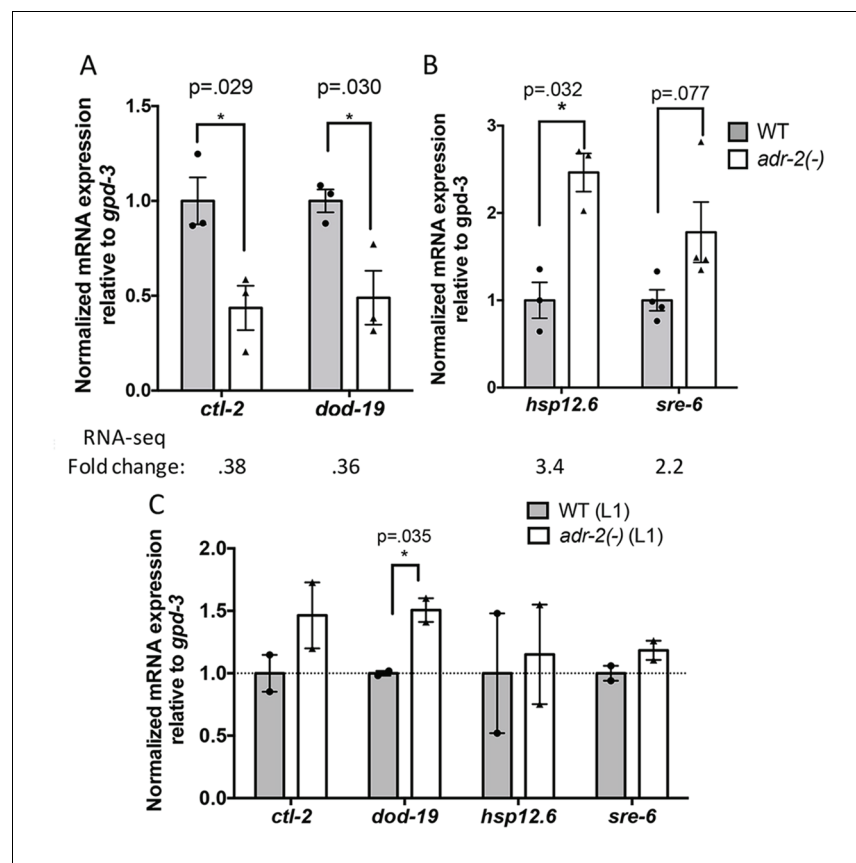 A
B
p=.029
p=.030
*
*
1.5
1.0
0.5
0.0
Normalized mRNA expression
relative to gpd-3
ctl-2
dod-19
p=.032
*
p=.077
3
2
1
0
Normalized mRNA expression
relative to gpd-3
hsp12.6
sre-6
WT
adr-2(-)
RNA-seq
Fold change: .38 .36 3.4 2.2
C
WT (L1)
adr-2(-) (L1)
p=.035
*
2.0
1.5
1.0
0.5
0.0
Normalized mRNA expression
relative to gpd-3
ctl-2
dod-19
hsp12.6
sre-6